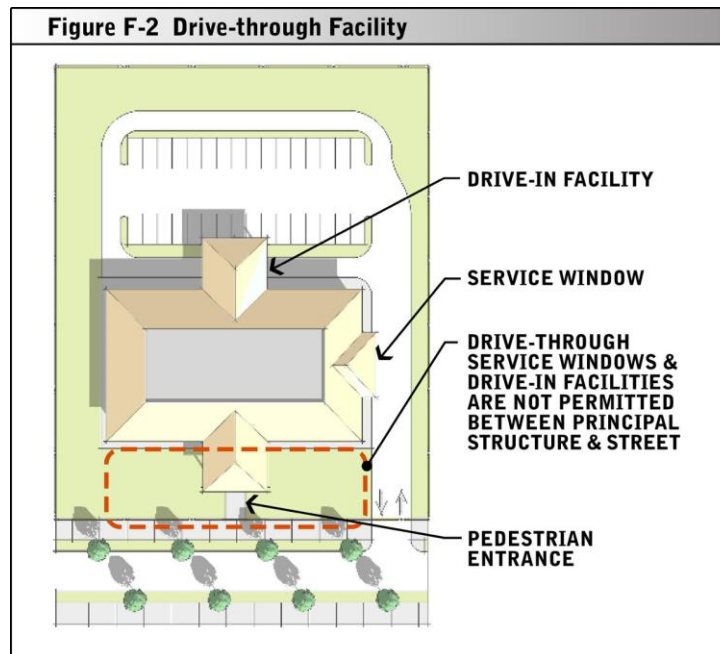 Figure F-2 Drive-through Facility
DRIVE-IN FACILITY
SERVICE WINDOW
DRIVE-THROUGH
SERVICE WINDOWS &
DRIVE-IN FACILITIES
ARE NOT PERMITTED
BETWEEN PRINCIPAL
STRUCTURE & STREET
PEDESTRIAN
ENTRANCE